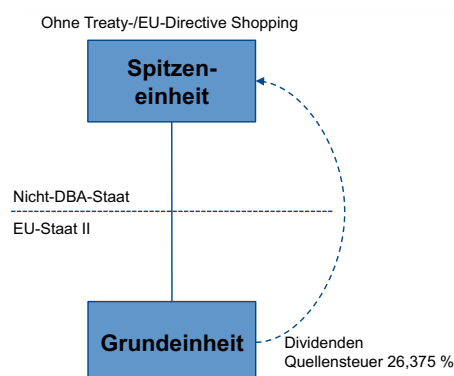 Ohne Treaty-/EU-Directive Shopping
Spitzen-
einheit
Nicht-DBA-Staat
EU-Staat II
Grundeinheit
Dividenden
Quellensteuer 26,375 %